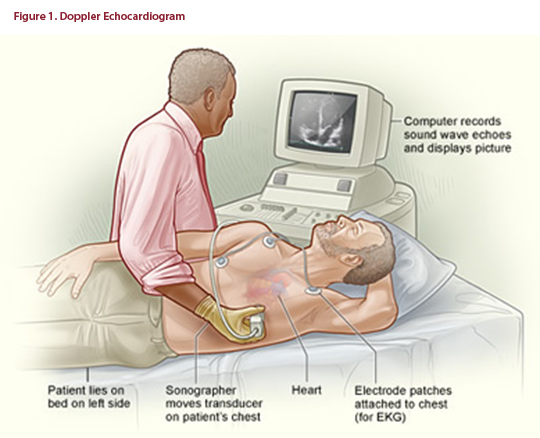 Figure 1. Doppler Echocardiogram
Computer records
sound wave echoes
and displays picture
Patient lies on
bed on left side
Sonographer
moves transducer
on patient's chest
Heart
Electrode patches
attached to chest
(for EKG)